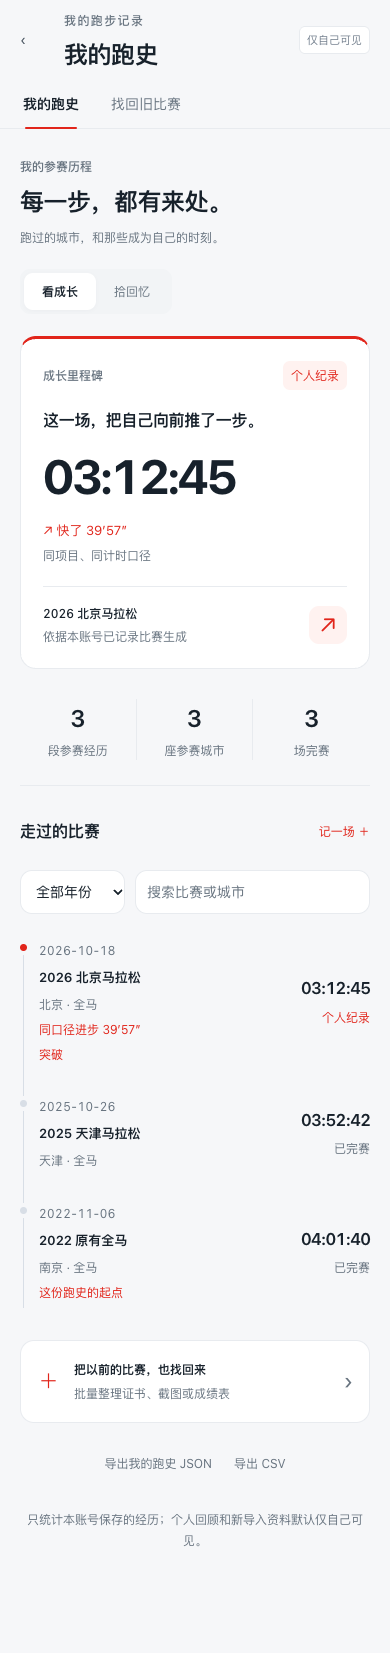 我的跑步记录
‹
我的跑史
仅自己可见
我的跑史
找回旧比赛
我的参赛历程
每一步，都有来处。
跑过的城市，和那些成为自己的时刻。
看成长
拾回忆
成长里程碑
个人纪录
这一场，把自己向前推了一步。
03:12:45
↗ 快了 39′57″
同项目、同计时口径
2026 北京马拉松
依据本账号已记录比赛生成
↗
3
段参赛经历
3
座参赛城市
3
场完赛
走过的比赛
记一场 ＋
全部年份
搜索比赛或城市
2026-10-18
2026 北京马拉松
北京 · 全马
同口径进步 39′57″
突破
03:12:45
个人纪录
2025-10-26
2025 天津马拉松
天津 · 全马
03:52:42
已完赛
2022-11-06
2022 原有全马
南京 · 全马
这份跑史的起点
04:01:40
已完赛
＋
把以前的比赛，也找回来
批量整理证书、截图或成绩表
›
导出我的跑史 JSON
导出 CSV
只统计本账号保存的经历；个人回顾和新导入资料默认仅自己可
见。